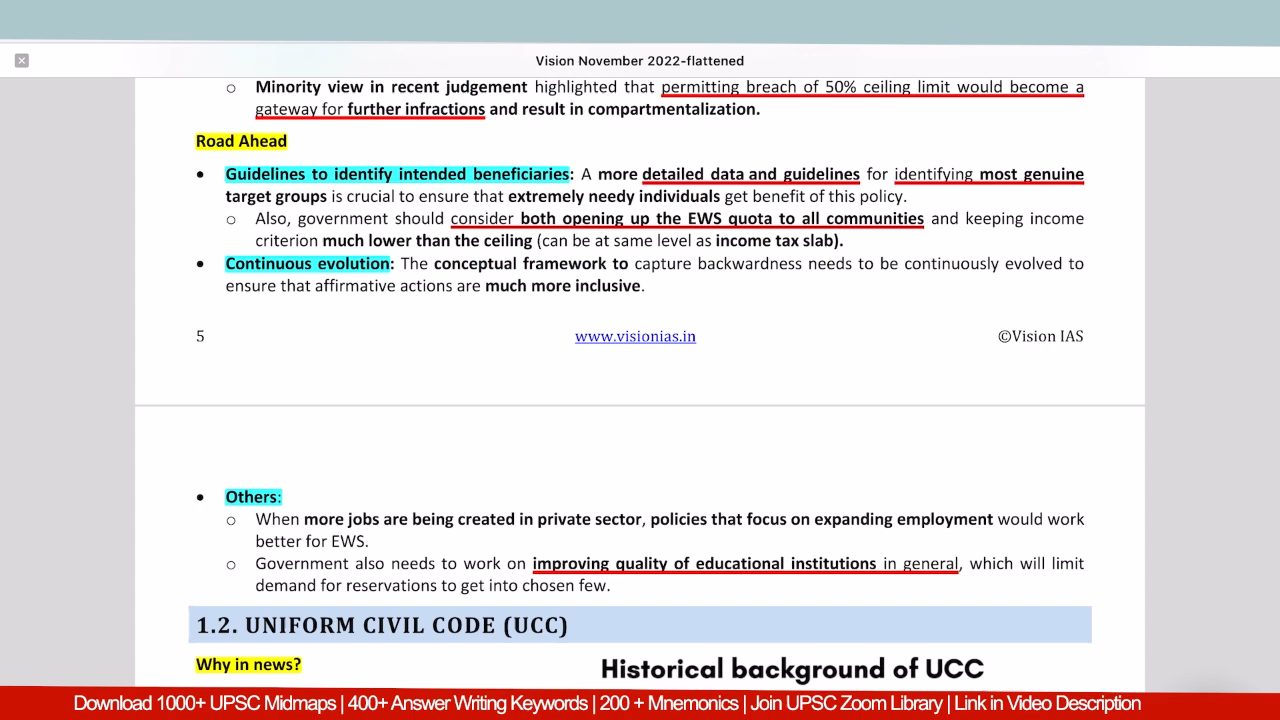 Vision November 2022-flattened
○ Minority view in recent judgement highlighted that permitting breach of 50% ceiling limit would become a
gateway for further infractions and result in compartmentalization.
Road Ahead
• Guidelines to identify intended beneficiaries: A more detailed data and guidelines for identifying most genuine
target groups is crucial to ensure that extremely needy individuals get benefit of this policy.
○ Also, government should consider both opening up the EWS quota to all communities and keeping income
criterion much lower than the ceiling (can be at same level as income tax slab).
• Continuous evolution: The conceptual framework to capture backwardness needs to be continuously evolved to
ensure that affirmative actions are much more inclusive.
5 www.visionias.in ©Vision IAS
• Others:
○ When more jobs are being created in private sector, policies that focus on expanding employment would work
better for EWS.
○ Government also needs to work on improving quality of educational institutions in general, which will limit
demand for reservations to get into chosen few.
1.2. UNIFORM CIVIL CODE (UCC)
Why in news?
Historical background of UCC
Download 1000+ UPSC Midmaps | 400+ Answer Writing Keywords | 200 + Mnemonics | Join UPSC Zoom Library | Link in Video Description